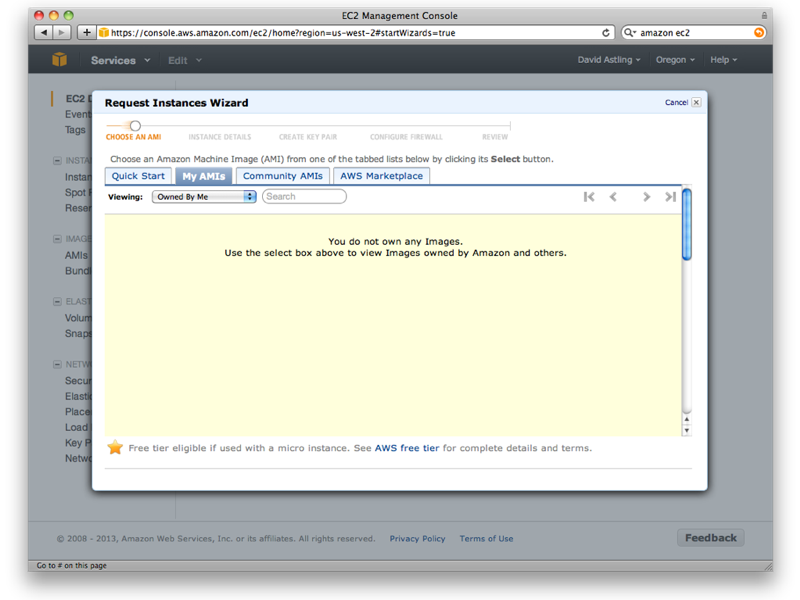 EC2 Management Console
https://console.aws.amazon.com/ec2/home?region=us-west-2#startWizards=true
amazon ec2
Services Edit David Astling Oregon Help
EC2 D
Event
Tags
INSTA
Instan
Spot R
Reser
IMAGE
AMIs
Bundl
ELAST
Volum
Snaps
NETW
Secur
Elasti
Place
Load
Key P
Netwo
Request Instances Wizard
Cancel
CHOOSE AN AMI INSTANCE DETAILS CREATE KEY PAIR CONFIGURE FIREWALL REVIEW
Choose an Amazon Machine Image (AMI) from one of the tabbed lists below by clicking its Select button.
Quick Start My AMIs Community AMIs AWS Marketplace
Viewing: Owned By Me Search
You do not own any Images.
Use the select box above to view Images owned by Amazon and others.
Free tier eligible if used with a micro instance. See AWS free tier for complete details and terms.
© 2008 - 2013, Amazon Web Services, Inc. or its affiliates. All rights reserved. Privacy Policy Terms of Use Feedback
Go to # on this page